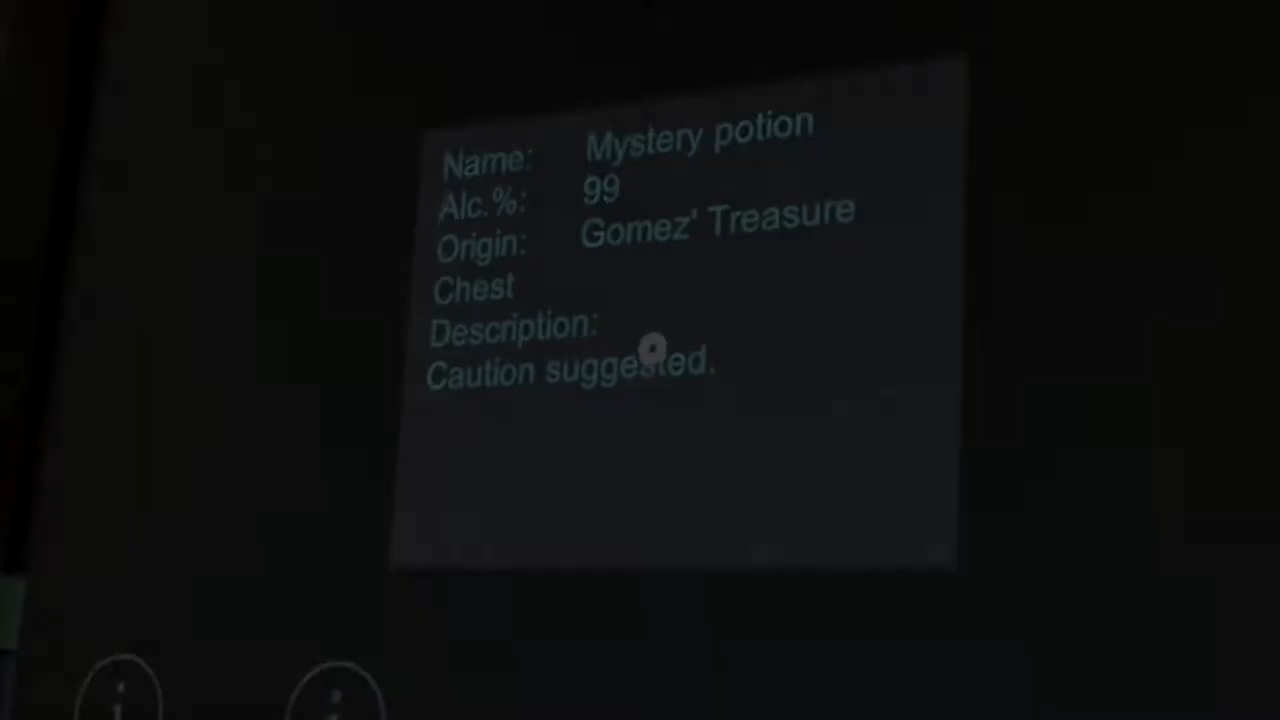 Name: Mystery potion
Alc.%: 99
Origin: Gomez' Treasure
Chest
Description:
Caution suggested.
i i